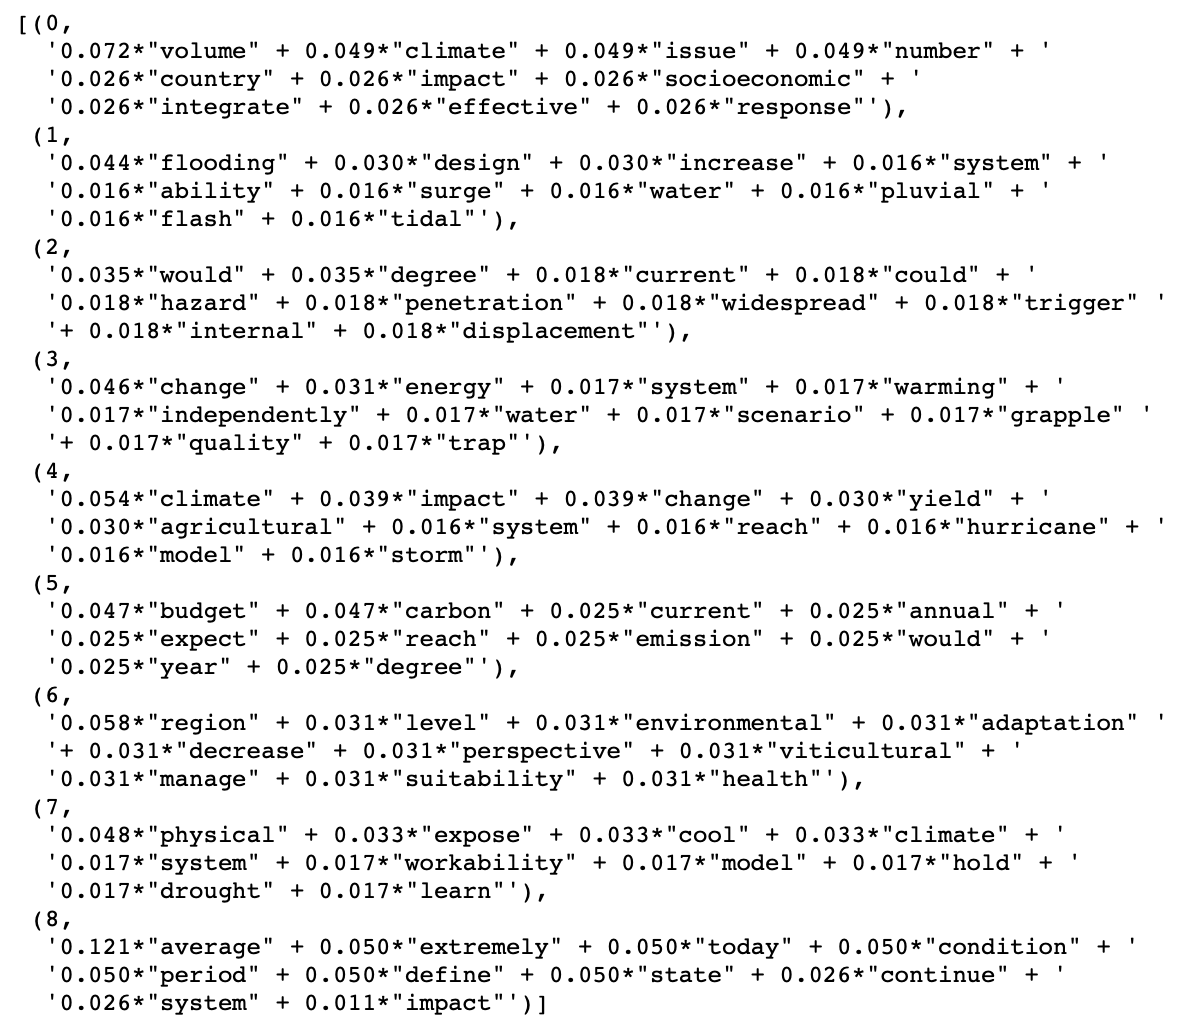 [(0,
'0.072*"volume" + 0.049*"climate" + 0.049*"issue" + 0.049*"number" + '
'0.026*"country" + 0.026*"impact" + 0.026*"socioeconomic" + '
'0.026*"integrate" + 0.026*"effective" + 0.026*"response"'),
(1,
'0.044*"flooding" + 0.030*"design" + 0.030*"increase" + 0.016*"system" + '
'0.016*"ability" + 0.016*"surge" + 0.016*"water" + 0.016*"pluvial" + '
'0.016*"flash" + 0.016*"tidal"'),
(2,
'0.035*"would" + 0.035*"degree" + 0.018*"current" + 0.018*"could" + '
'0.018*"hazard" + 0.018*"penetration" + 0.018*"widespread" + 0.018*"trigger" '
'+ 0.018*"internal" + 0.018*"displacement"'),
(3,
'0.046*"change" + 0.031*"energy" + 0.017*"system" + 0.017*"warming" + '
'0.017*"independently" + 0.017*"water" + 0.017*"scenario" + 0.017*"grapple" '
'+ 0.017*"quality" + 0.017*"trap"'),
(4,
'0.054*"climate" + 0.039*"impact" + 0.039*"change" + 0.030*"yield" + '
'0.030*"agricultural" + 0.016*"system" + 0.016*"reach" + 0.016*"hurricane" + '
'0.016*"model" + 0.016*"storm"'),
(5,
'0.047*"budget" + 0.047*"carbon" + 0.025*"current" + 0.025*"annual" + '
'0.025*"expect" + 0.025*"reach" + 0.025*"emission" + 0.025*"would" + '
'0.025*"year" + 0.025*"degree"'),
(6,
'0.058*"region" + 0.031*"level" + 0.031*"environmental" + 0.031*"adaptation" '
'+ 0.031*"decrease" + 0.031*"perspective" + 0.031*"viticultural" + '
'0.031*"manage" + 0.031*"suitability" + 0.031*"health"'),
(7,
'0.048*"physical" + 0.033*"expose" + 0.033*"cool" + 0.033*"climate" + '
'0.017*"system" + 0.017*"workability" + 0.017*"model" + 0.017*"hold" + '
'0.017*"drought" + 0.017*"learn"'),
(8,
'0.121*"average" + 0.050*"extremely" + 0.050*"today" + 0.050*"condition" + '
'0.050*"period" + 0.050*"define" + 0.050*"state" + 0.026*"continue" + '
'0.026*"system" + 0.011*"impact"')]